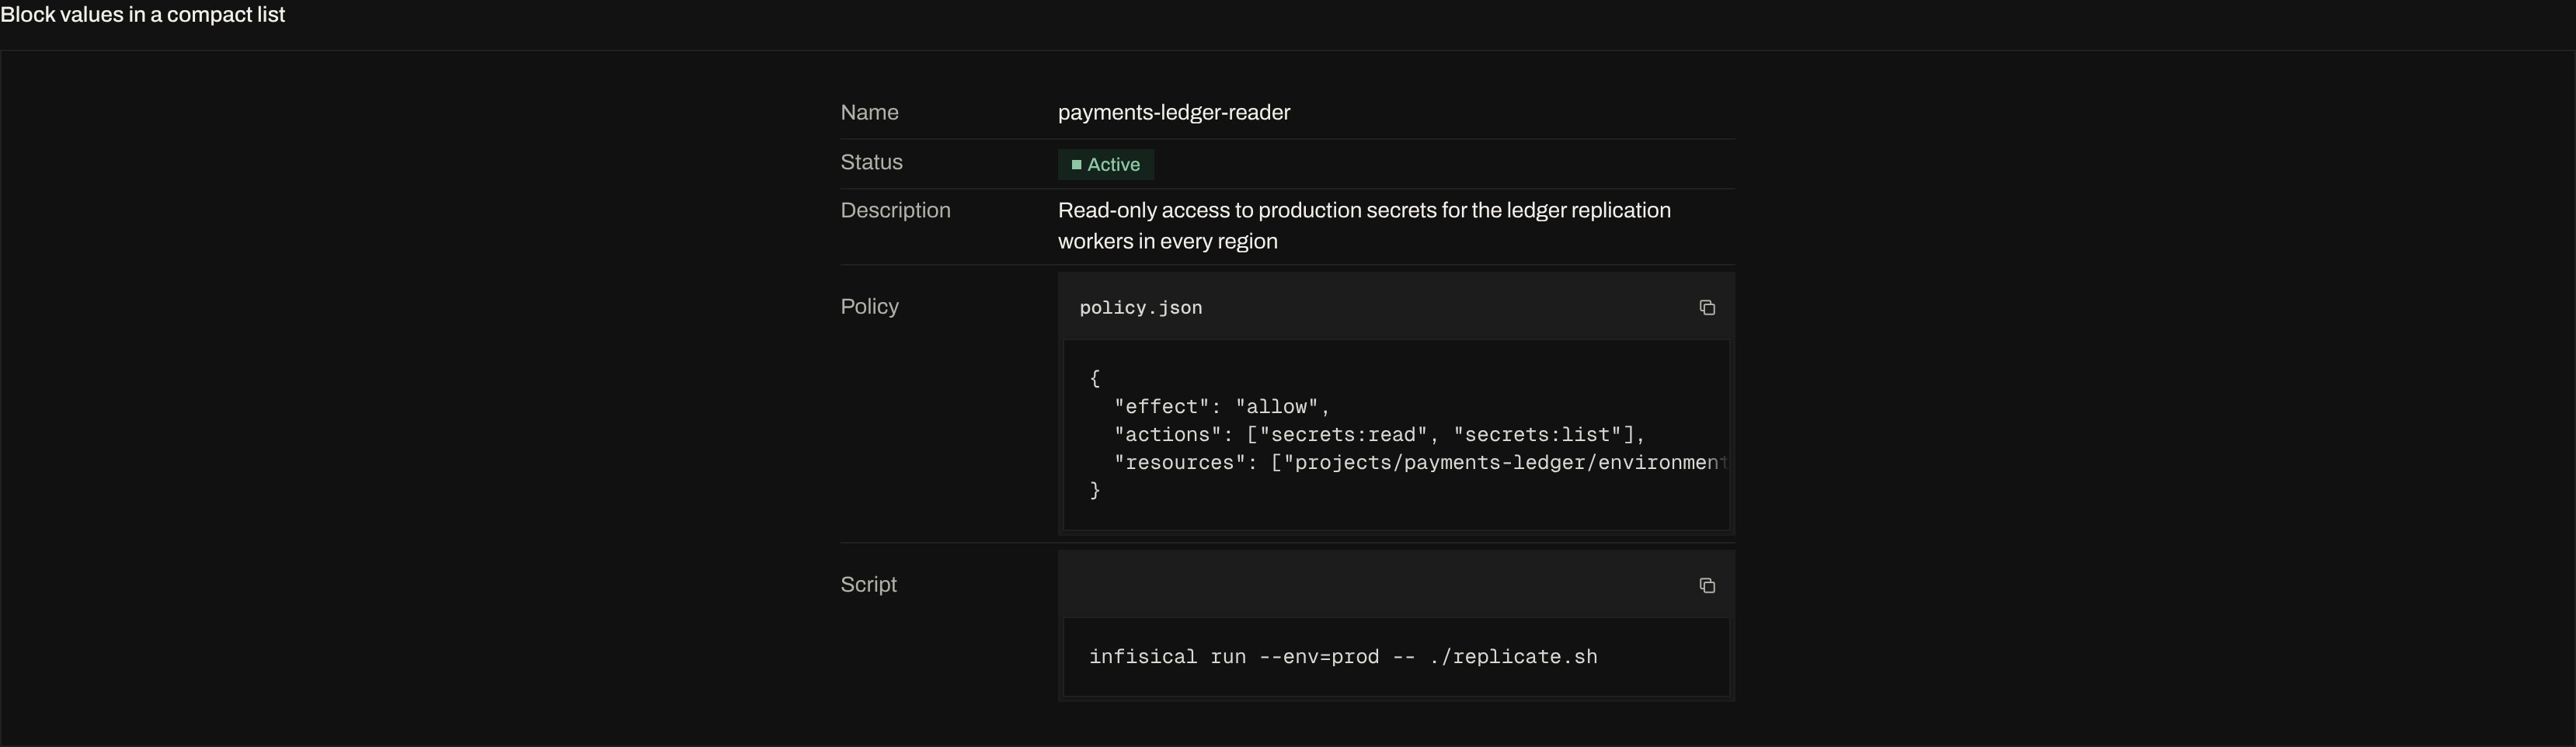 Block values in a compact list
Name payments-ledger-reader
Status Active
Description Read-only access to production secrets for the ledger replication
workers in every region
Policy policy.json
{
  "effect": "allow",
  "actions": ["secrets:read", "secrets:list"],
  "resources": ["projects/payments-ledger/environment
}
Script
infisical run --env=prod -- ./replicate.sh